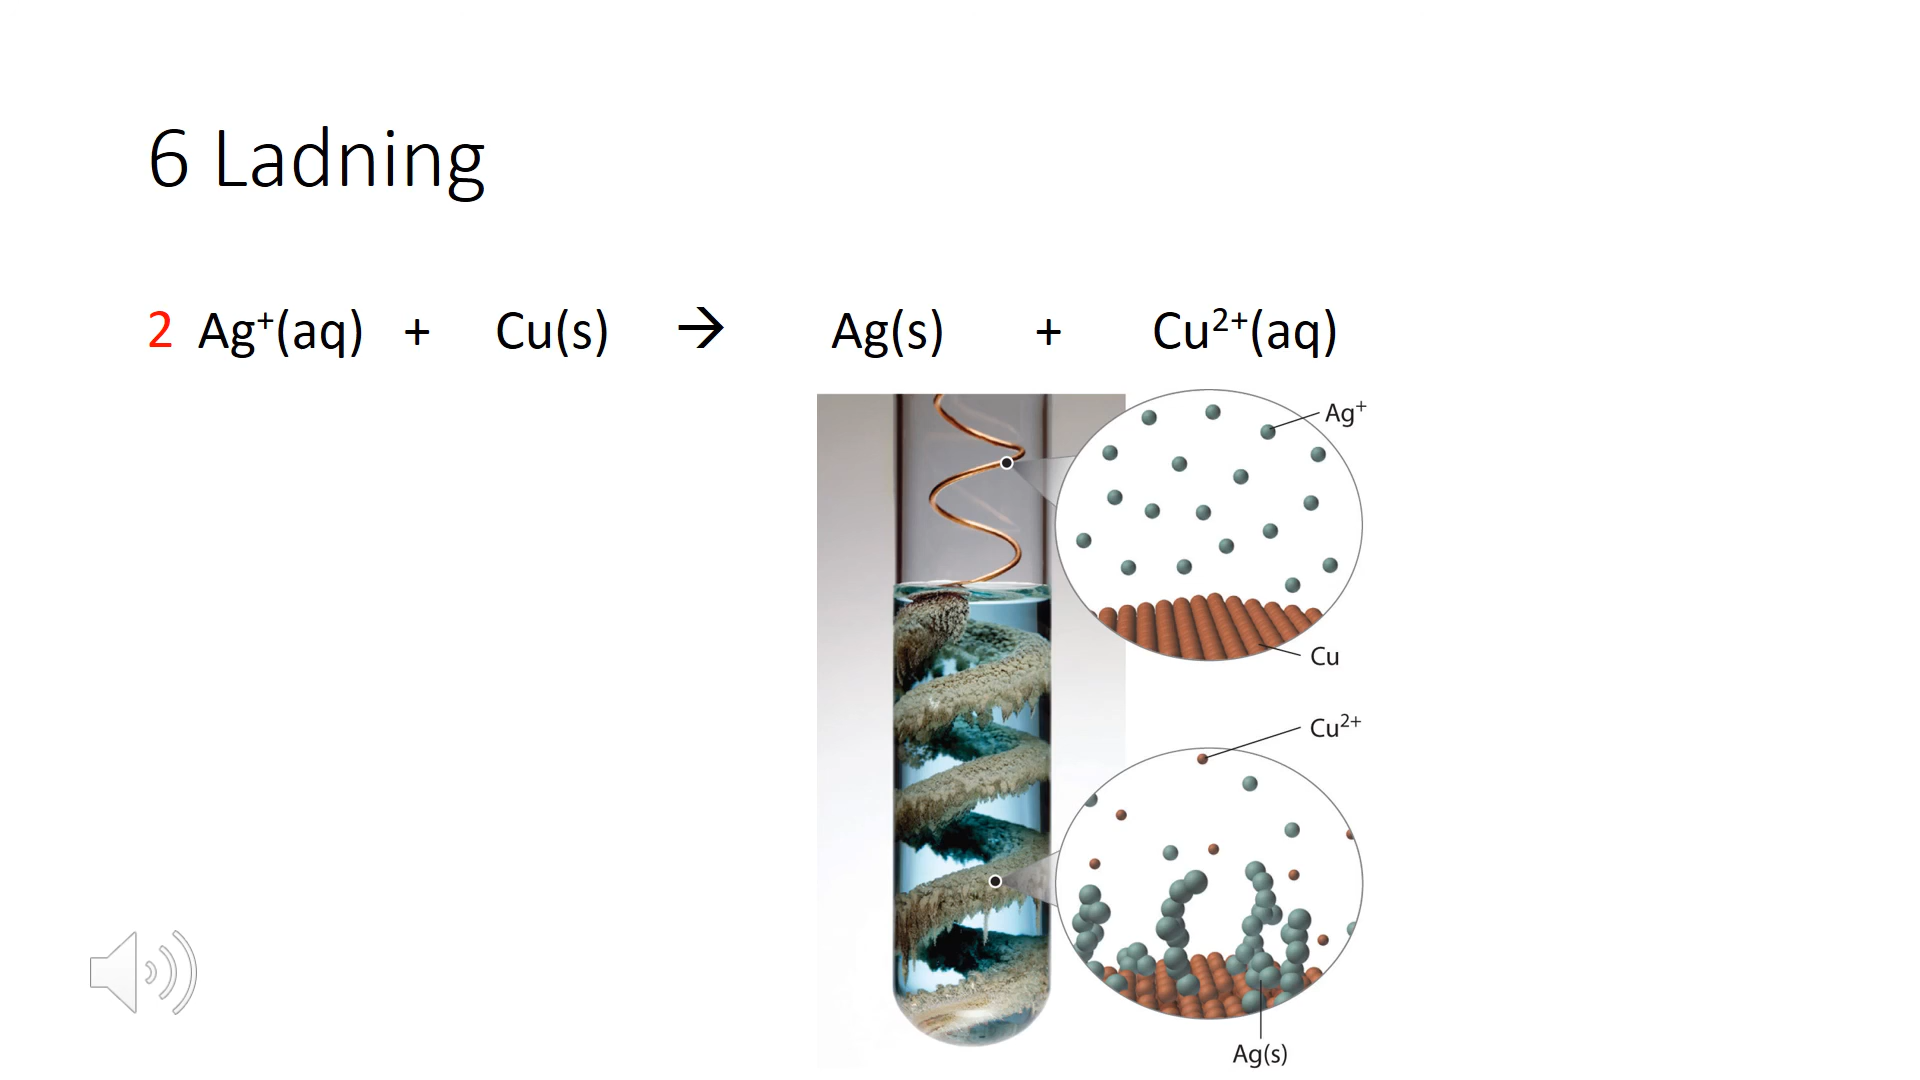 6 Ladning
2 Ag⁺(aq) + Cu(s) → Ag(s) + Cu²⁺(aq)
Ag⁺
Cu
Cu²⁺
Ag(s)